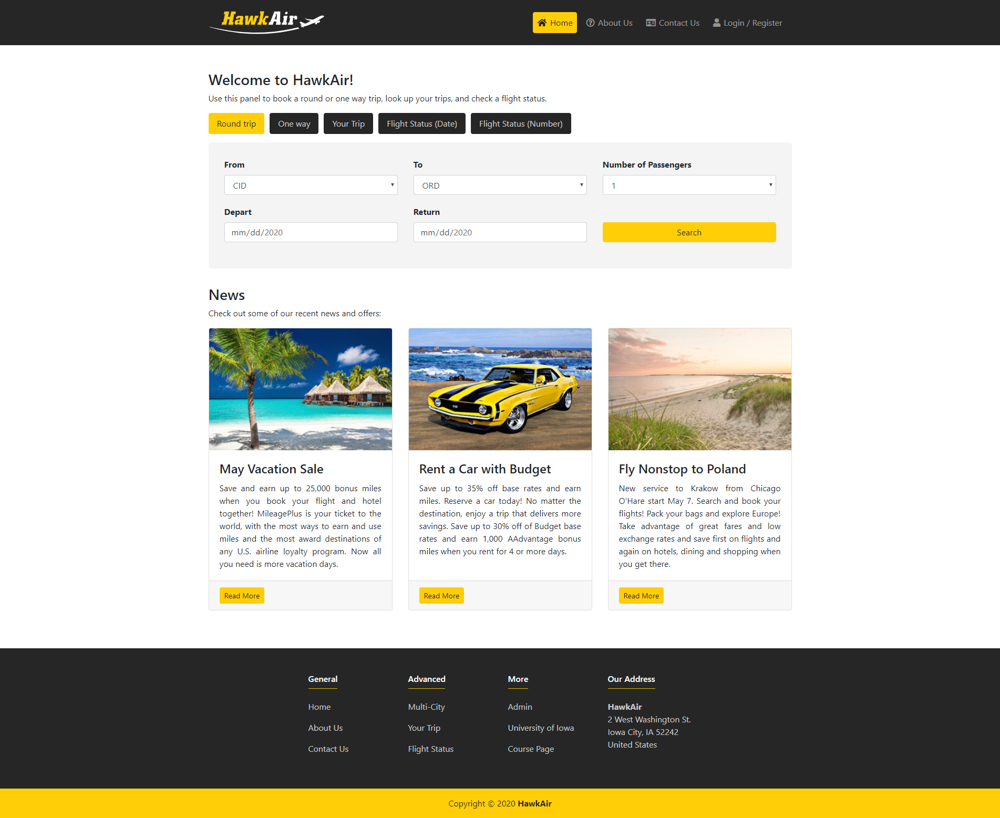 HawkAir
Home
About Us
Contact Us
Login / Register
Welcome to HawkAir!
Use this panel to book a round or one way trip, look up your trips, and check a flight status.
Round trip
One way
Your Trip
Flight Status (Date)
Flight Status (Number)
From
To
Number of Passengers
CID
ORD
1
Depart
Return
mm/dd/2020
mm/dd/2020
Search
News
Check out some of our recent news and offers:
May Vacation Sale
Save and earn up to 25,000 bonus miles
when you book your flight and hotel
together! MileagePlus is your ticket to the
world, with the most ways to earn and use
miles and the most award destinations of
any U.S. airline loyalty program. Now all
you need is more vacation days.
Read More
Rent a Car with Budget
Save up to 35% off base rates and earn
miles. Reserve a car today! No matter the
destination, enjoy a trip that delivers more
savings. Save up to 30% off of Budget base
rates and earn 1,000 AAdvantage bonus
miles when you rent for 4 or more days.
Read More
Fly Nonstop to Poland
New service to Krakow from Chicago
O'Hare start May 7. Search and book your
flights! Pack your bags and explore Europe!
Take advantage of great fares and low
exchange rates and save first on flights and
again on hotels, dining and shopping when
you get there.
Read More
General
Home
About Us
Contact Us
Advanced
Multi-City
Your Trip
Flight Status
More
Admin
University of Iowa
Course Page
Our Address
HawkAir
2 West Washington St.
Iowa City, IA 52242
United States
Copyright © 2020 HawkAir